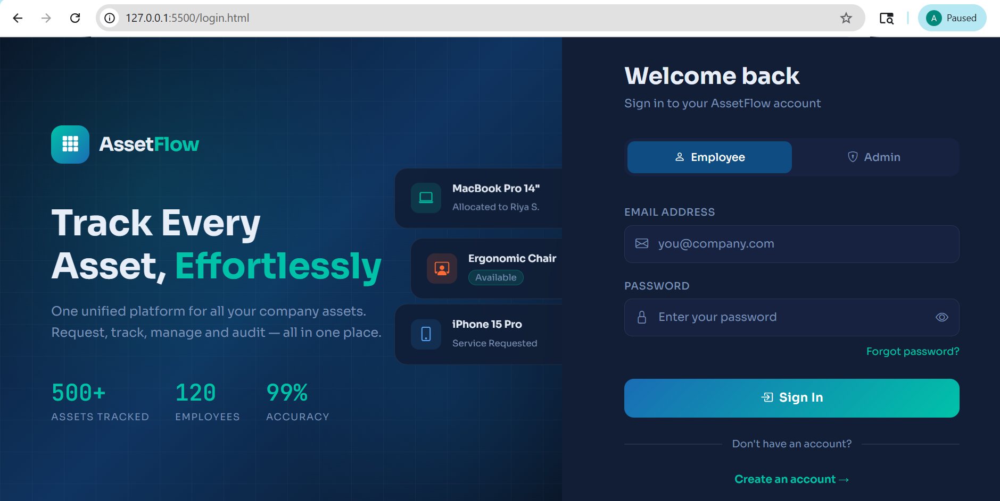 127.0.0.1:5500/login.html
A Paused
AssetFlow
Track Every
Asset, Effortlessly
One unified platform for all your company assets.
Request, track, manage and audit — all in one place.
500+
ASSETS TRACKED
120
EMPLOYEES
99%
ACCURACY
MacBook Pro 14"
Allocated to Riya S.
Ergonomic Chair
Available
iPhone 15 Pro
Service Requested
Welcome back
Sign in to your AssetFlow account
Employee
Admin
EMAIL ADDRESS
you@company.com
PASSWORD
Enter your password
Forgot password?
Sign In
Don't have an account?
Create an account →